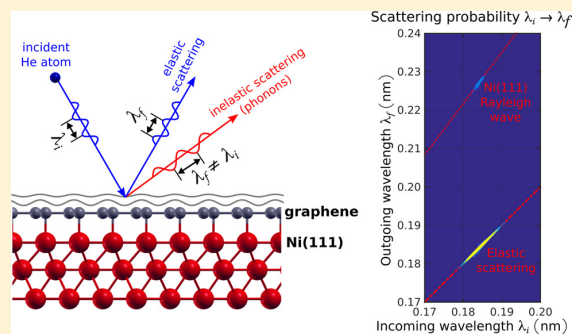 incident
He atom
elastic
scattering
inelastic scattering
(phonons)
λi
λf
λf ≠ λi
graphene
Ni(111)
Scattering probability λi → λf
Outgoing wavelength λf (nm)
0.24
0.23
0.22
0.21
0.20
0.19
0.18
0.17
Ni(111)
Rayleigh
wave
Elastic
scattering
0.17 0.18 0.19 0.20
Incoming wavelength λi (nm)